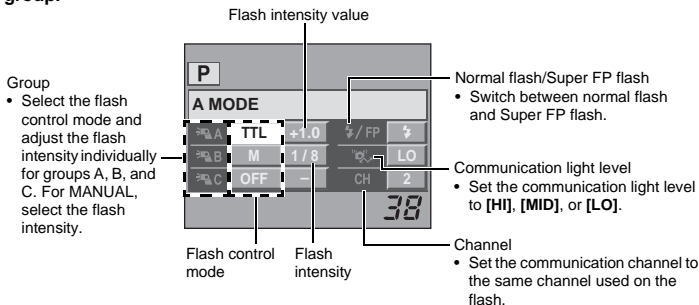 group.
Flash intensity value
Group
• Select the flash
control mode and
adjust the flash
intensity individually
for groups A, B, and
C. For MANUAL,
select the flash
intensity.
P
A MODE
A TTL +1.0 /FP
B M 1 / 8 LO
C OFF – CH 2
38
Flash control
mode
Flash
intensity
Normal flash/Super FP flash
• Switch between normal flash
and Super FP flash.
Communication light level
• Set the communication light level
to [HI], [MID], or [LO].
Channel
• Set the communication channel to
the same channel used on the
flash.